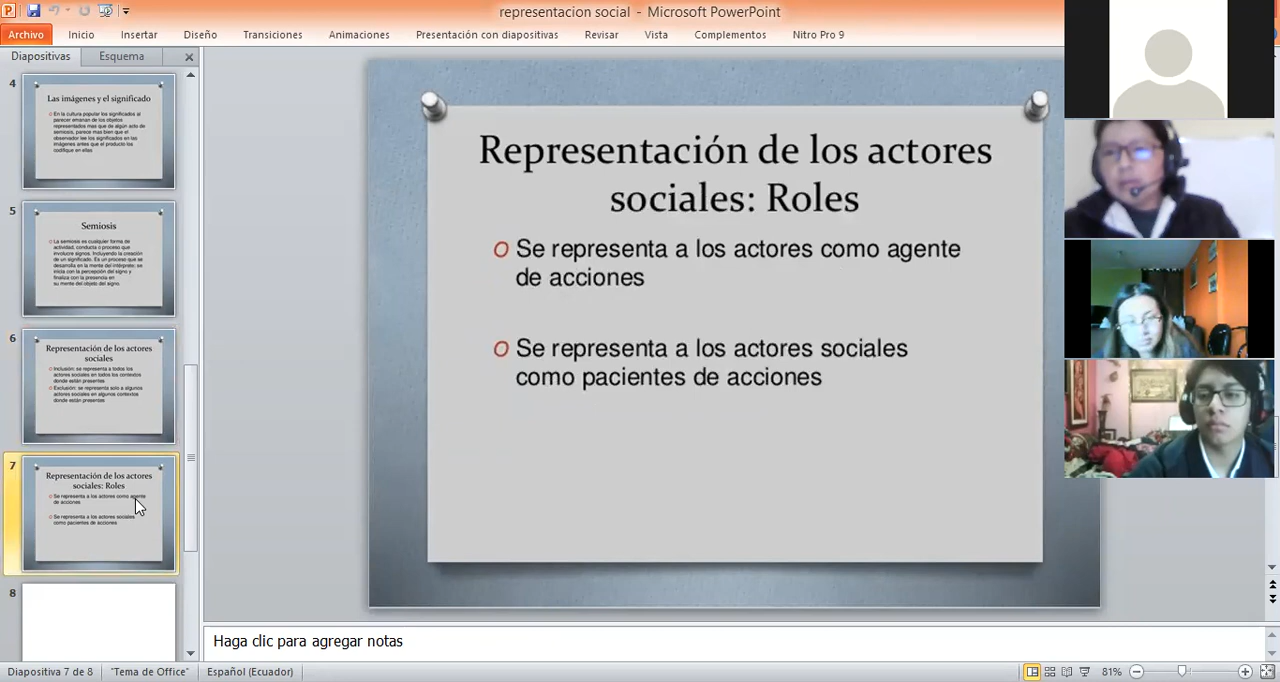 representacion social - Microsoft PowerPoint
Archivo Inicio Insertar Diseño Transiciones Animaciones Presentación con diapositivas Revisar Vista Complementos Nitro Pro 9
Diapositivas Esquema
4
Las imágenes y el significado
En la cultura popular los significados al
parecer emanan de los objetos
representados mas que de algún acto de
semiosis, parece mas bien que el
observador lee los significados en las
imágenes antes que el producto los
codifique en ellas
5
Semiosis
La semiosis es cualquier forma de
actividad, conducta o proceso que
involucre signos. Incluyendo la creación
de un significado. Es un proceso que se
desarrolla en la mente del intérprete; se
inicia con la percepción del signo y
finaliza con la presencia en
su mente del objeto del signo.
6
Representación de los actores
sociales
Inclusión: se representa a todos los
actores sociales en todos los contextos
donde están presentes
Exclusión: se representa solo a algunos
actores sociales en algunos contextos
donde están presentes
7
Representación de los actores
sociales: Roles
Se representa a los actores como agente
de acciones
Se representa a los actores sociales
como pacientes de acciones
8
Representación de los actores
sociales: Roles
Se representa a los actores como agente
de acciones
Se representa a los actores sociales
como pacientes de acciones
Haga clic para agregar notas
Diapositiva 7 de 8 "Tema de Office" Español (Ecuador) 81%